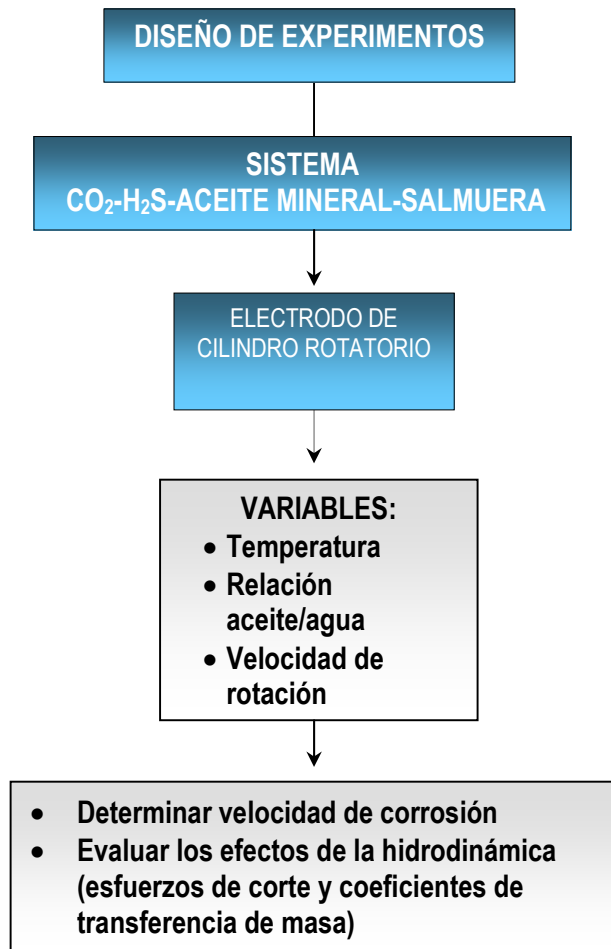 DISEÑO DE EXPERIMENTOS
SISTEMA
CO₂-H₂S-ACEITE MINERAL-SALMUERA
ELECTRODO DE
CILINDRO ROTATORIO
VARIABLES:
• Temperatura
• Relación
aceite/agua
• Velocidad de
rotación
• Determinar velocidad de corrosión
• Evaluar los efectos de la hidrodinámica
(esfuerzos de corte y coeficientes de
transferencia de masa)